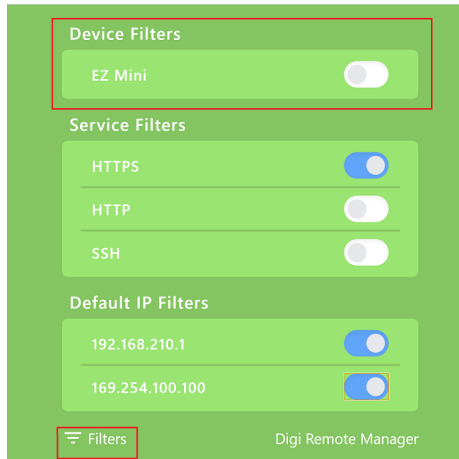 Device Filters
EZ Mini
Service Filters
HTTPS
HTTP
SSH
Default IP Filters
192.168.210.1
169.254.100.100
Filters
Digi Remote Manager